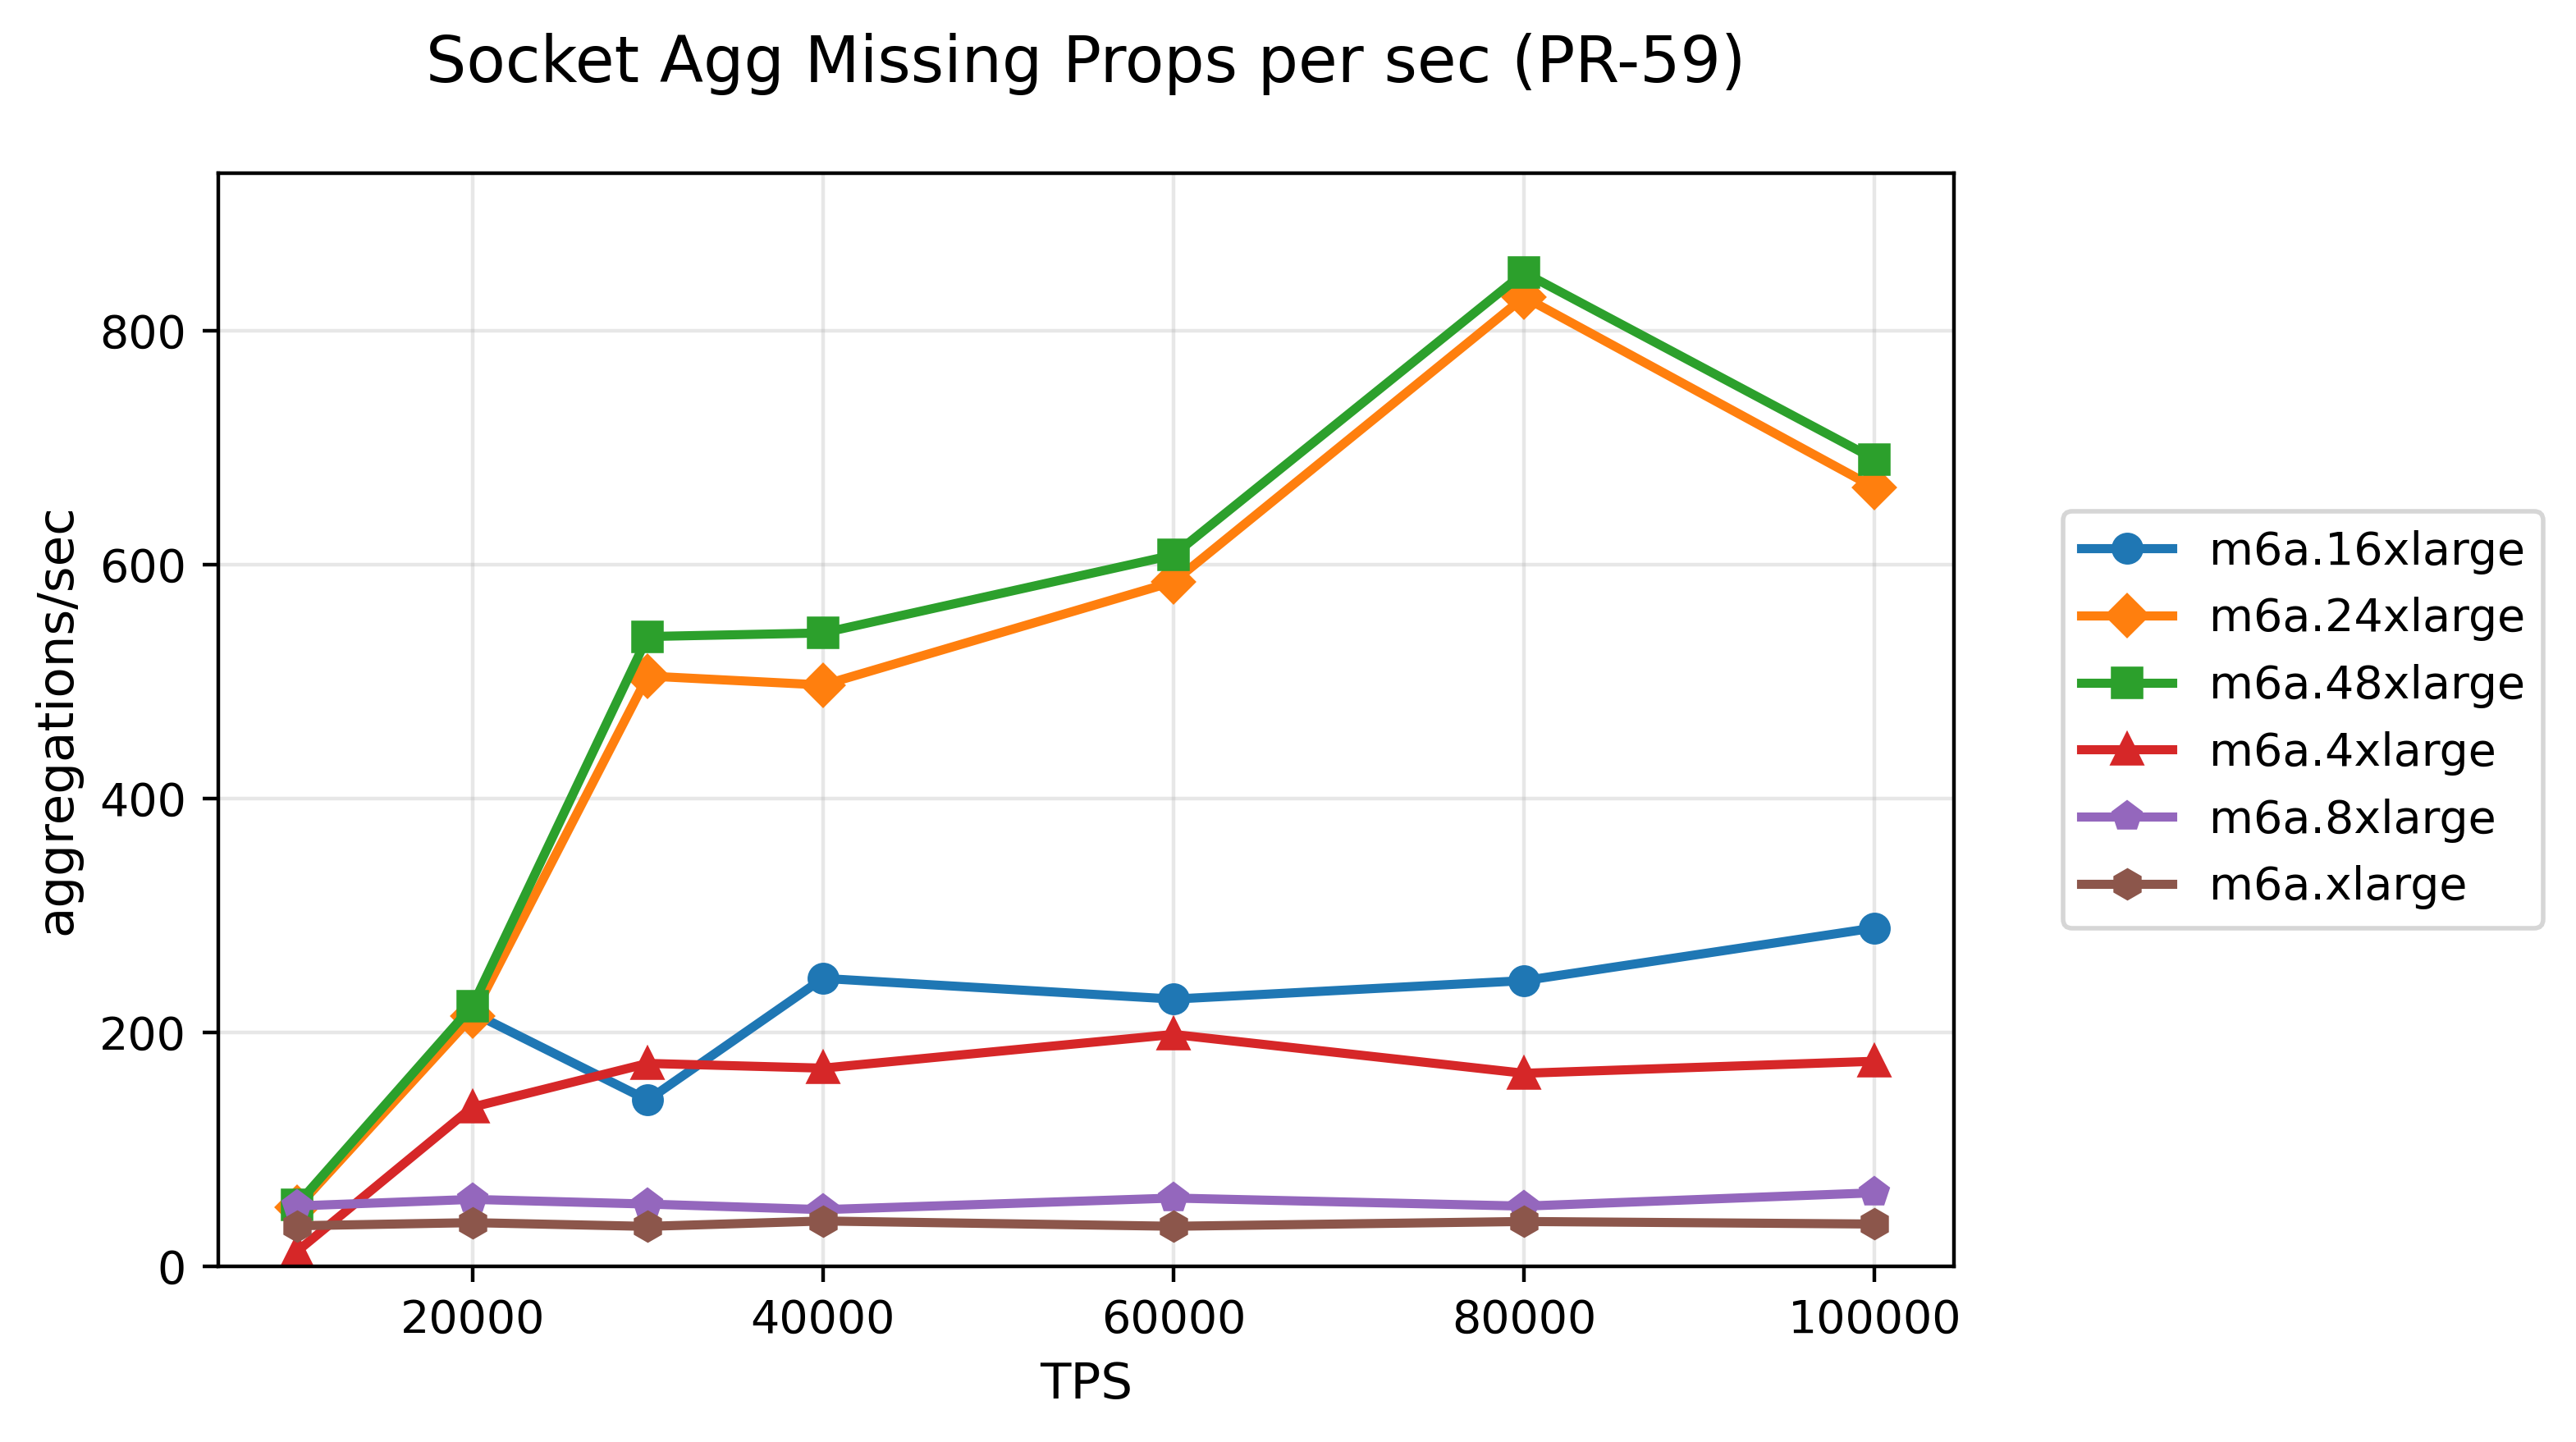 Socket Agg Missing Props per sec (PR-59)
aggregations/sec
800
600
400
200
0
20000 40000 60000 80000 100000
TPS
m6a.16xlarge
m6a.24xlarge
m6a.48xlarge
m6a.4xlarge
m6a.8xlarge
m6a.xlarge